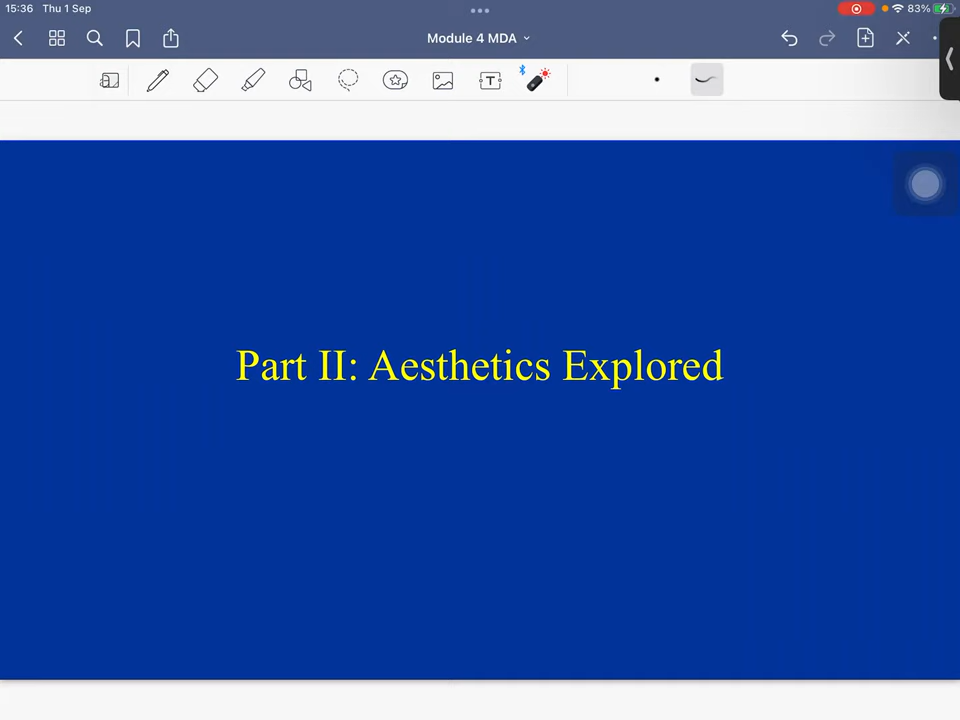 15:36 Thu 1 Sep
83%
Module 4 MDA
T
Part II: Aesthetics Explored